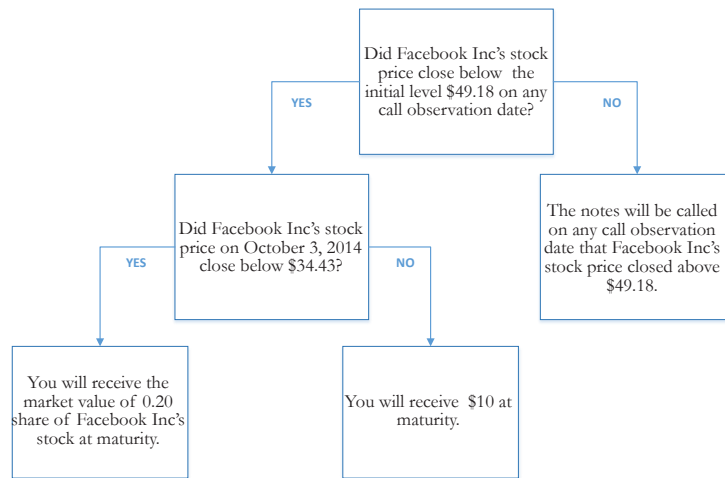 Did Facebook Inc's stock
price close below the
initial level $49.18 on any
call observation date?
YES
NO
Did Facebook Inc's stock
price on October 3, 2014
close below $34.43?
The notes will be called
on any call observation
date that Facebook Inc's
stock price closed above
$49.18.
YES
NO
You will receive the
market value of 0.20
share of Facebook Inc's
stock at maturity.
You will receive $10 at
maturity.